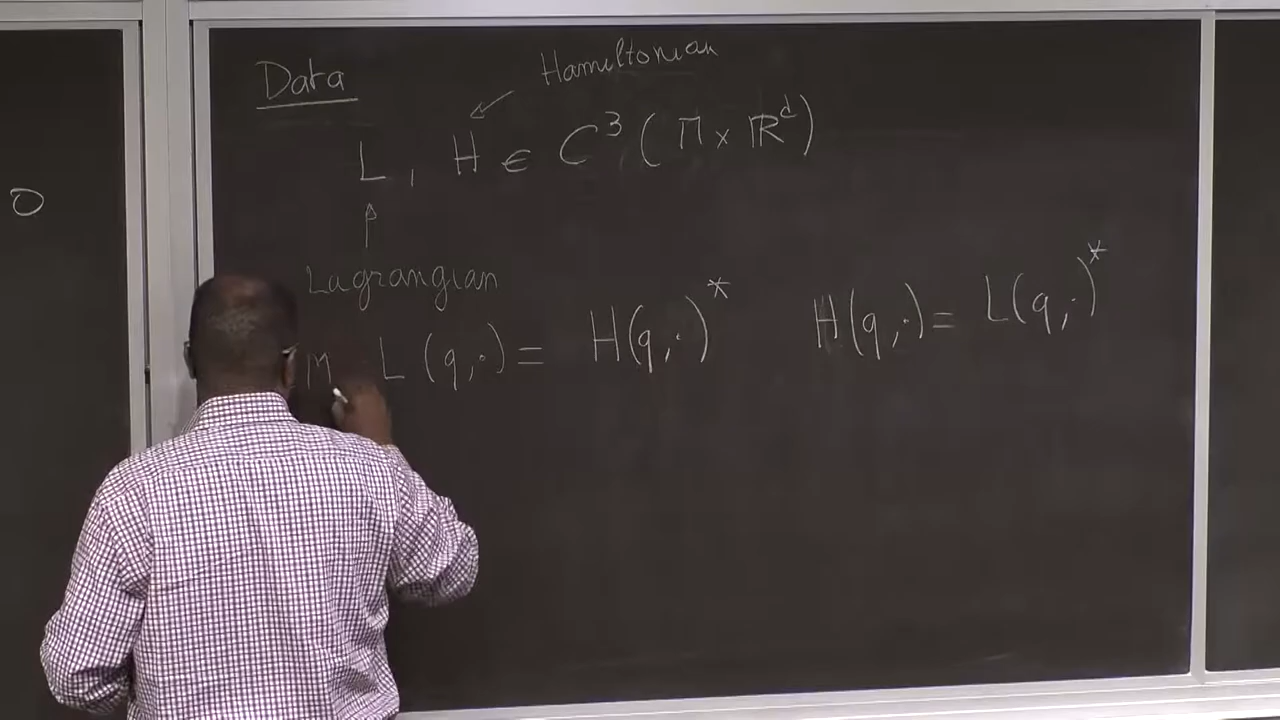 Hamiltonian
Data
L, H ∈ C³(Π × ℝᵈ)
O
Lagrangian
L(q,·) = H(q,·)* H(q,·) = L(q,·)*